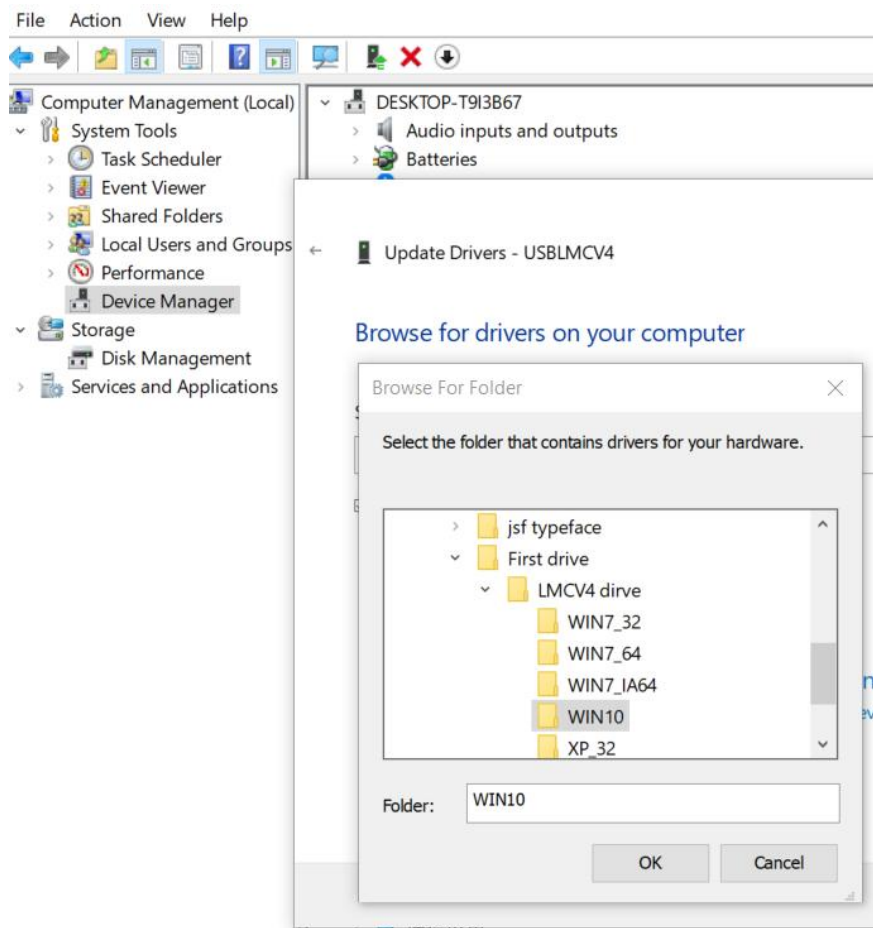 File Action View Help
Computer Management (Local)
System Tools
Task Scheduler
Event Viewer
Shared Folders
Local Users and Groups
Performance
Device Manager
Storage
Disk Management
Services and Applications
DESKTOP-T9I3B67
Audio inputs and outputs
Batteries
Update Drivers - USBLMCV4
Browse for drivers on your computer
Browse For Folder
Select the folder that contains drivers for your hardware.
jsf typeface
First drive
LMCV4 dirve
WIN7_32
WIN7_64
WIN7_IA64
WIN10
XP_32
Folder: WIN10
OK Cancel